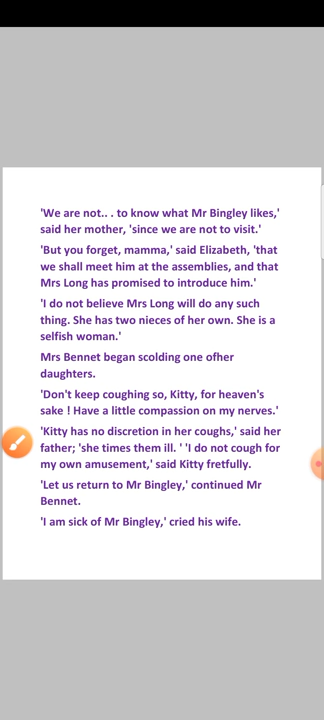 'We are not.. . to know what Mr Bingley likes,'
said her mother, 'since we are not to visit.'
'But you forget, mamma,' said Elizabeth, 'that
we shall meet him at the assemblies, and that
Mrs Long has promised to introduce him.'
'I do not believe Mrs Long will do any such
thing. She has two nieces of her own. She is a
selfish woman.'
Mrs Bennet began scolding one ofher
daughters.
'Don't keep coughing so, Kitty, for heaven's
sake ! Have a little compassion on my nerves.'
'Kitty has no discretion in her coughs,' said her
father; 'she times them ill. ' 'I do not cough for
my own amusement,' said Kitty fretfully.
'Let us return to Mr Bingley,' continued Mr
Bennet.
'I am sick of Mr Bingley,' cried his wife.